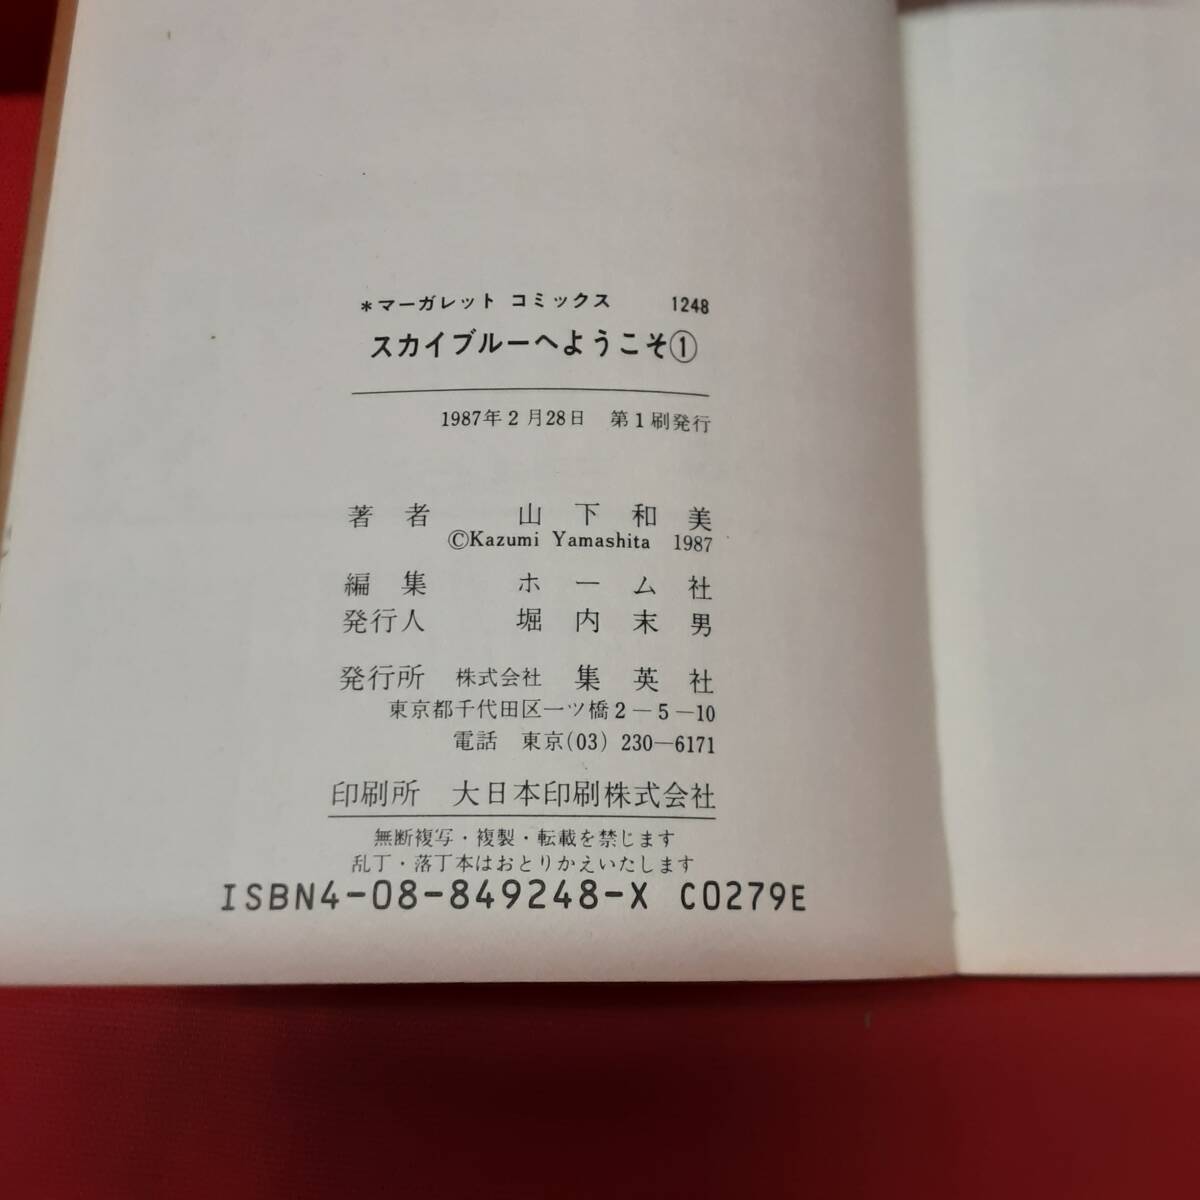 *マーガレット コミックス 1248
スカイブルーへようこそ①
1987年2月28日 第1刷発行
著者 山下和美
©Kazumi Yamashita 1987
編集 ホーム社
発行人 堀内末男
発行所 株式会社 集英社
東京都千代田区一ツ橋2－5－10
電話 東京(03) 230―6171
印刷所 大日本印刷株式会社
無断複写・複製・転載を禁じます
乱丁・落丁本はおとりかえいたします
ISBN4-08-849248-X C0279E